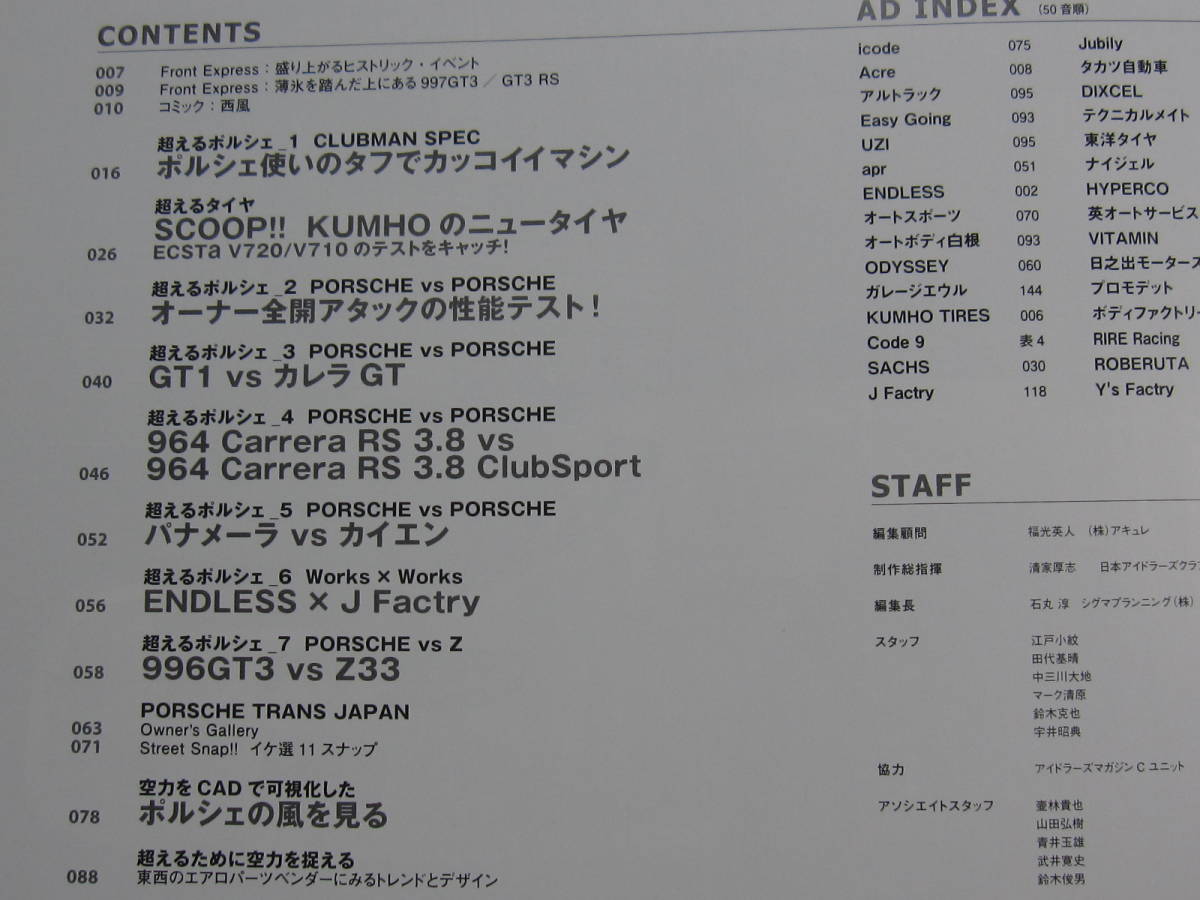 CONTENTS
007 Front Express：盛り上がるヒストリック・イベント
009 Front Express：薄氷を踏んだ上にある997GT3／GT3 RS
010 コミック：西風
超えるポルシェ_1 CLUBMAN SPEC
016 ポルシェ使いのタフでカッコイイマシン
超えるタイヤ
SCOOP!! KUMHOのニュータイヤ
026 ECSTa V720/V710のテストをキャッチ！
超えるポルシェ_2 PORSCHE vs PORSCHE
032 オーナー全開アタックの性能テスト！
超えるポルシェ_3 PORSCHE vs PORSCHE
040 GT1 vs カレラGT
超えるポルシェ_4 PORSCHE vs PORSCHE
964 Carrera RS 3.8 vs
046 964 Carrera RS 3.8 ClubSport
超えるポルシェ_5 PORSCHE vs PORSCHE
052 パナメーラ vs カイエン
超えるポルシェ_6 Works × Works
056 ENDLESS × J Factry
超えるポルシェ_7 PORSCHE vs Z
058 996GT3 vs Z33
PORSCHE TRANS JAPAN
063 Owner's Gallery
071 Street Snap!! イケ選11スナップ
空力をCADで可視化した
078 ポルシェの風を見る
超えるために空力を捉える
088 東西のエアロパーツベンダーにみるトレンドとデザイン
AD INDEX （50音順）
icode 075
Acre 008
アルトラック 095
Easy Going 093
UZI 095
apr 051
ENDLESS 002
オートスポーツ 070
オートボディ白根 093
ODYSSEY 060
ガレージエウル 144
KUMHO TIRES 006
Code 9 表4
SACHS 030
J Factry 118
Jubily
タカツ自動車
DIXCEL
テクニカルメイト
東洋タイヤ
ナイジェル
HYPERCO
英オートサービス
VITAMIN
日之出モータース
プロモデット
ボディファクトリー
RIRE Racing
ROBERUTA
Y's Factry
STAFF
編集顧問 福光英人 （株）アキュレ
制作総指揮 清家厚志 日本アイドラーズクラブ
編集長 石丸 淳 シグマプランニング（株）
スタッフ 江戸小紋
田代基晴
中三川大地
マーク清原
鈴木克也
宇井昭典
協力 アイドラーズマガジンCユニット
アソシエイトスタッフ 壷林貴也
山田弘樹
青井玉雄
武井寛史
鈴木俊男